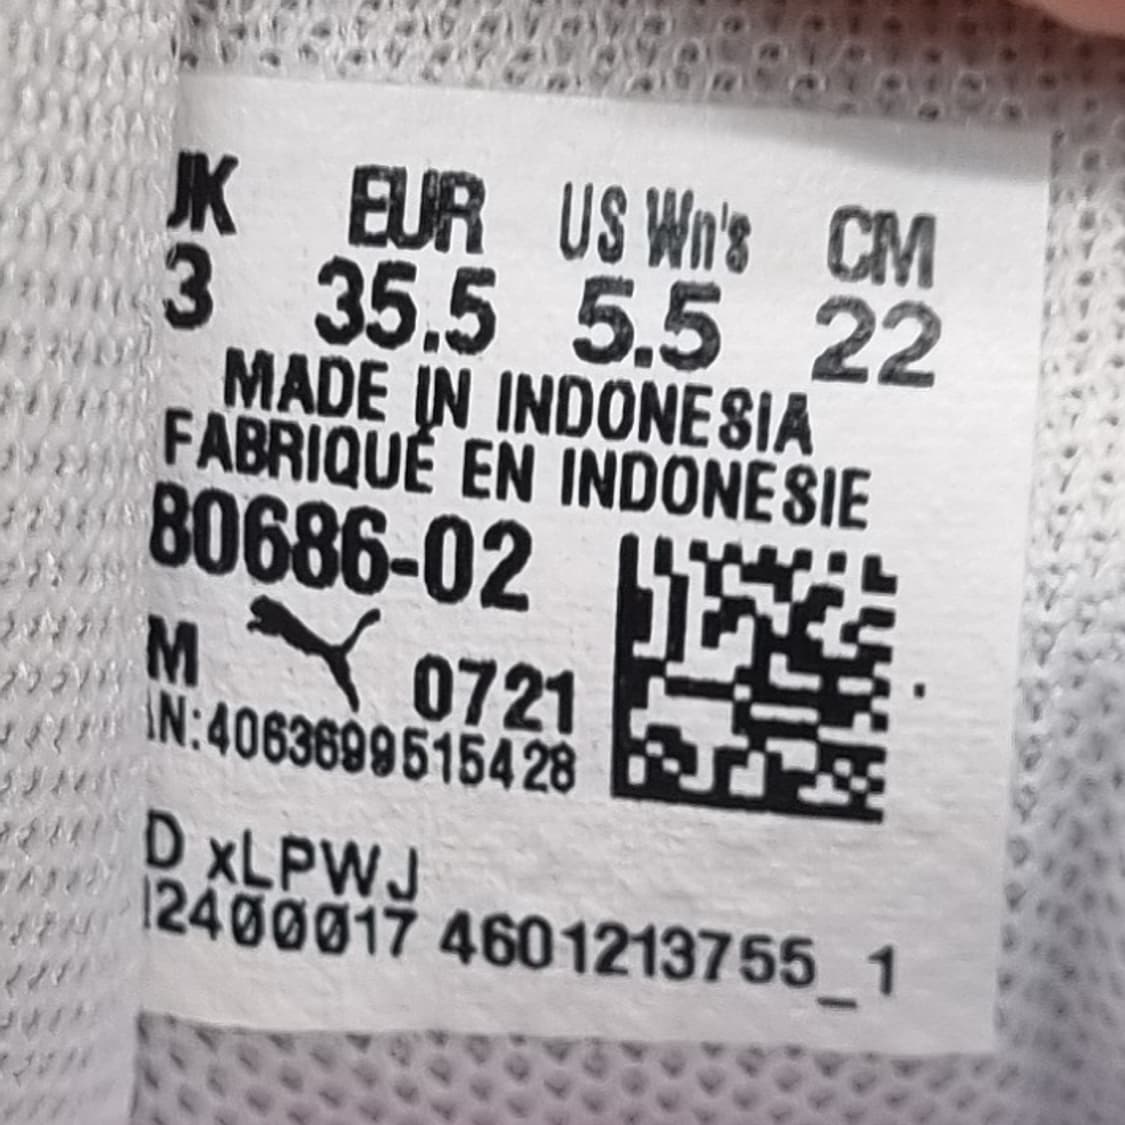 UK EUR US Wn's CM
3 35.5 5.5 22
MADE IN INDONESIA
FABRIQUÉ EN INDONESIE
80686-02
M 0721
N:4063699515428
D xLPWJ
2400017 4601213755_1